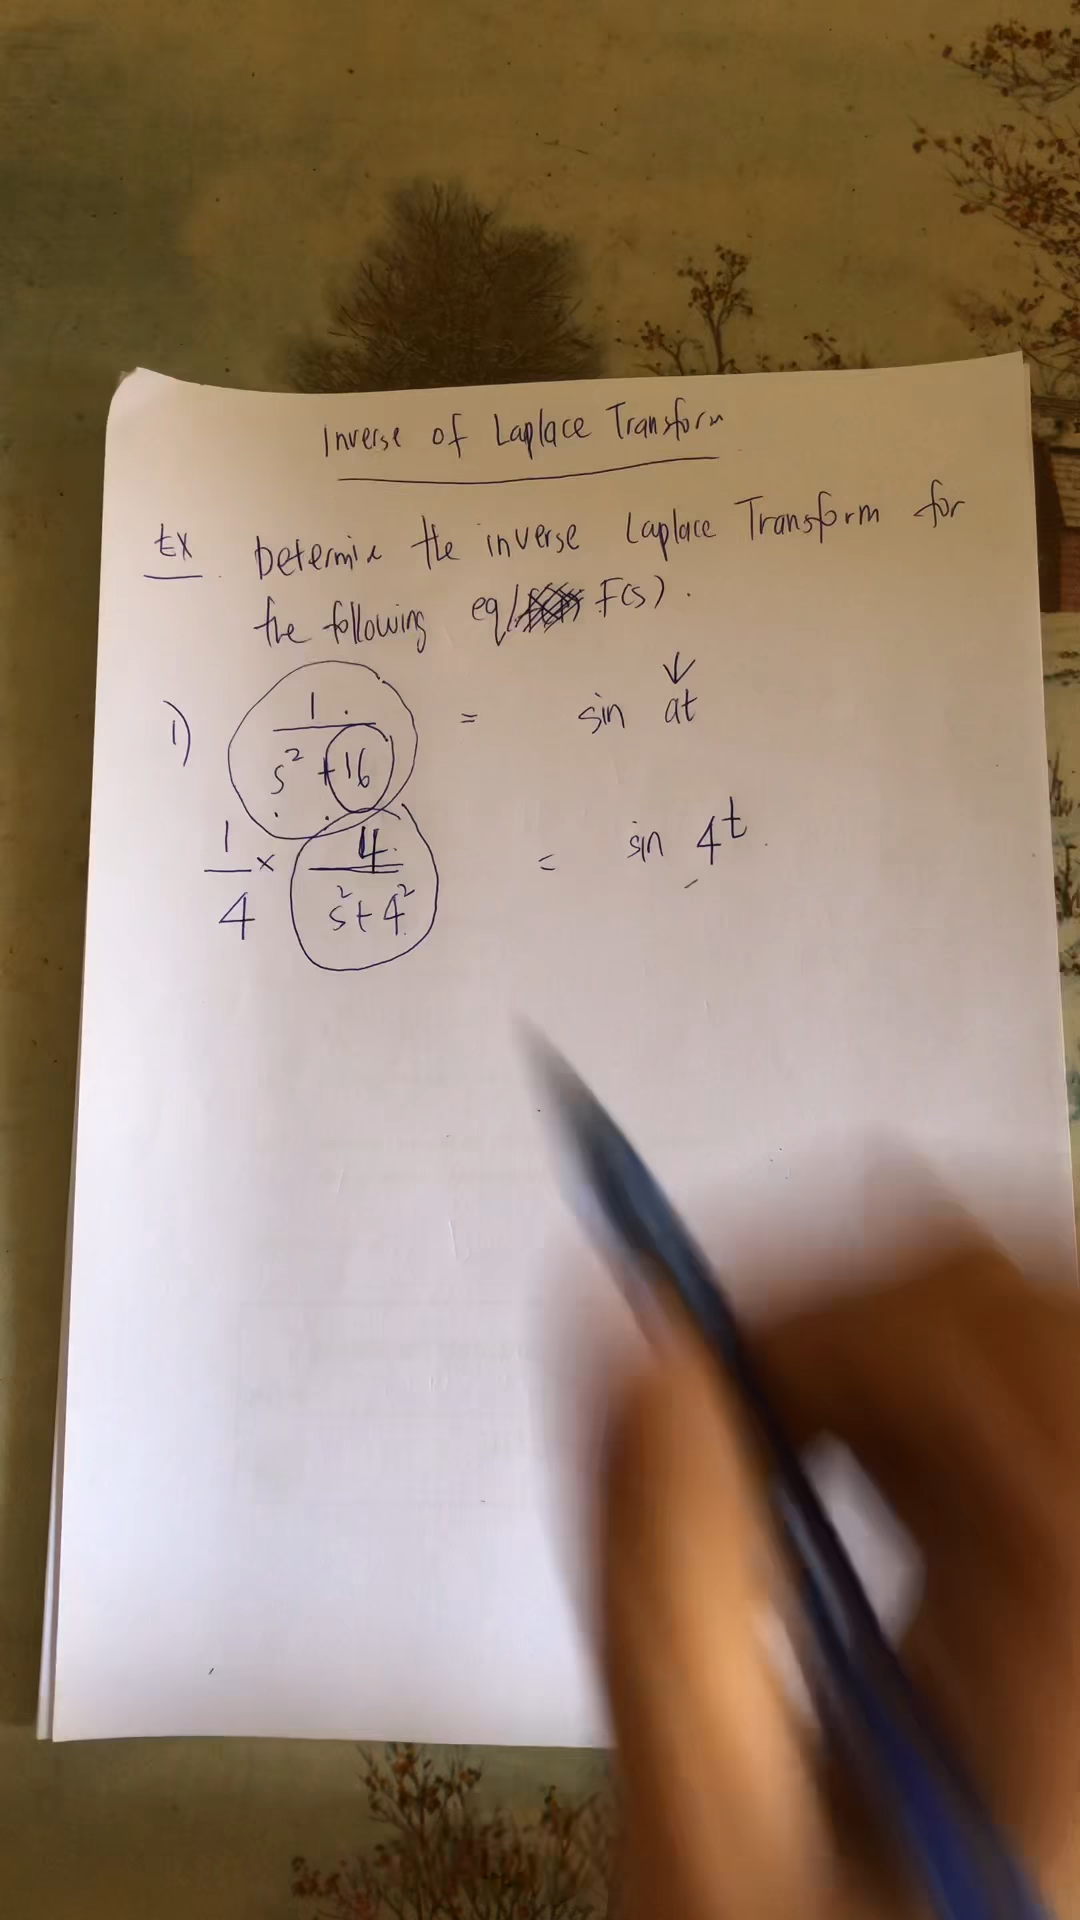 Inverse of Laplace Transform
Ex Determine the inverse Laplace Transform for
the following eq/ F(s).
1) 1/(s² + 16) = sin at
1/4 × 4/(s² + 4²) = sin 4t